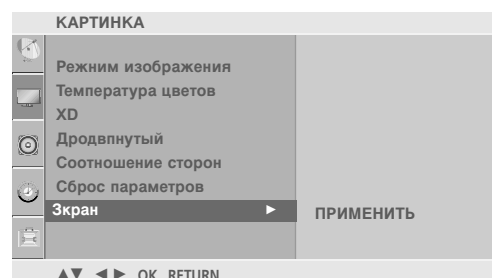 КАРТИНКА
Режим изображения
Температура цветов
XD
Дродвпнутый
Соотношение сторон
Сброс параметров
Зкран ►
ПРИМЕНИТЬ
▲▼ ◄ ► OK RETURN